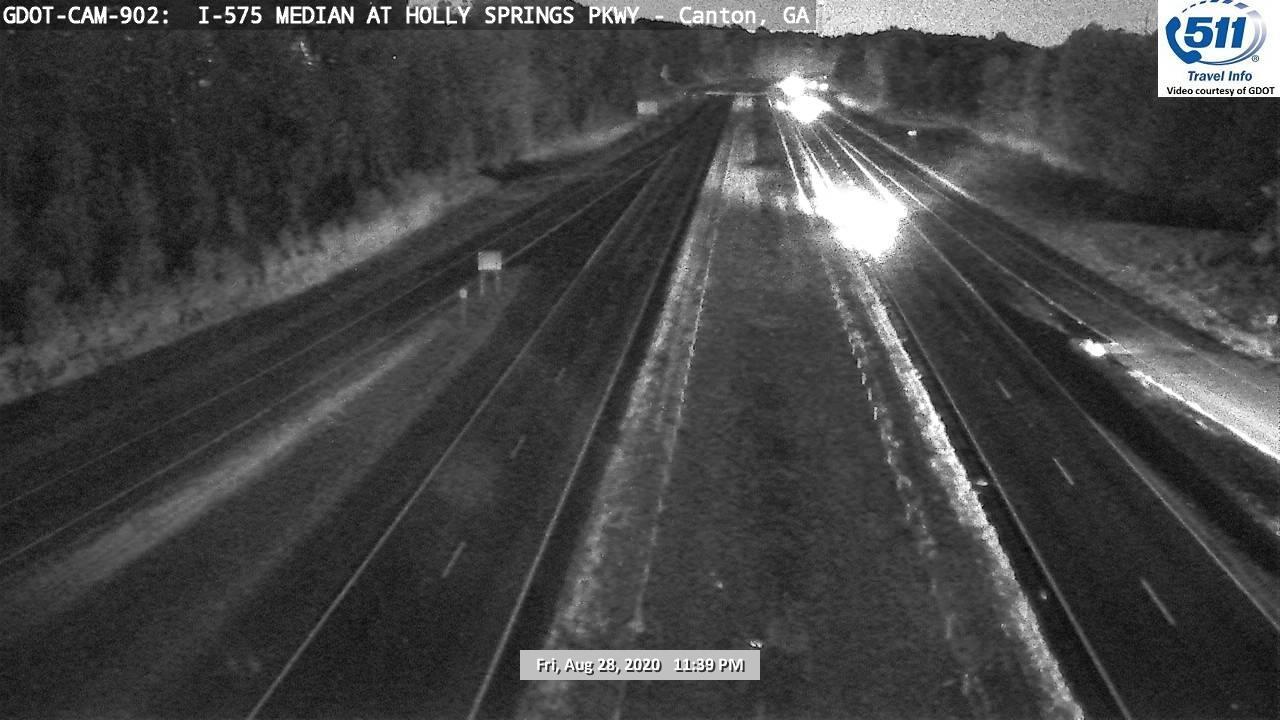 GDOT-CAM-902: I-575 MEDIAN AT HOLLY SPRINGS PKWY - Canton, GA
511
®
Travel Info
Video courtesy of GDOT
Fri, Aug 28, 2020 11:39 PM